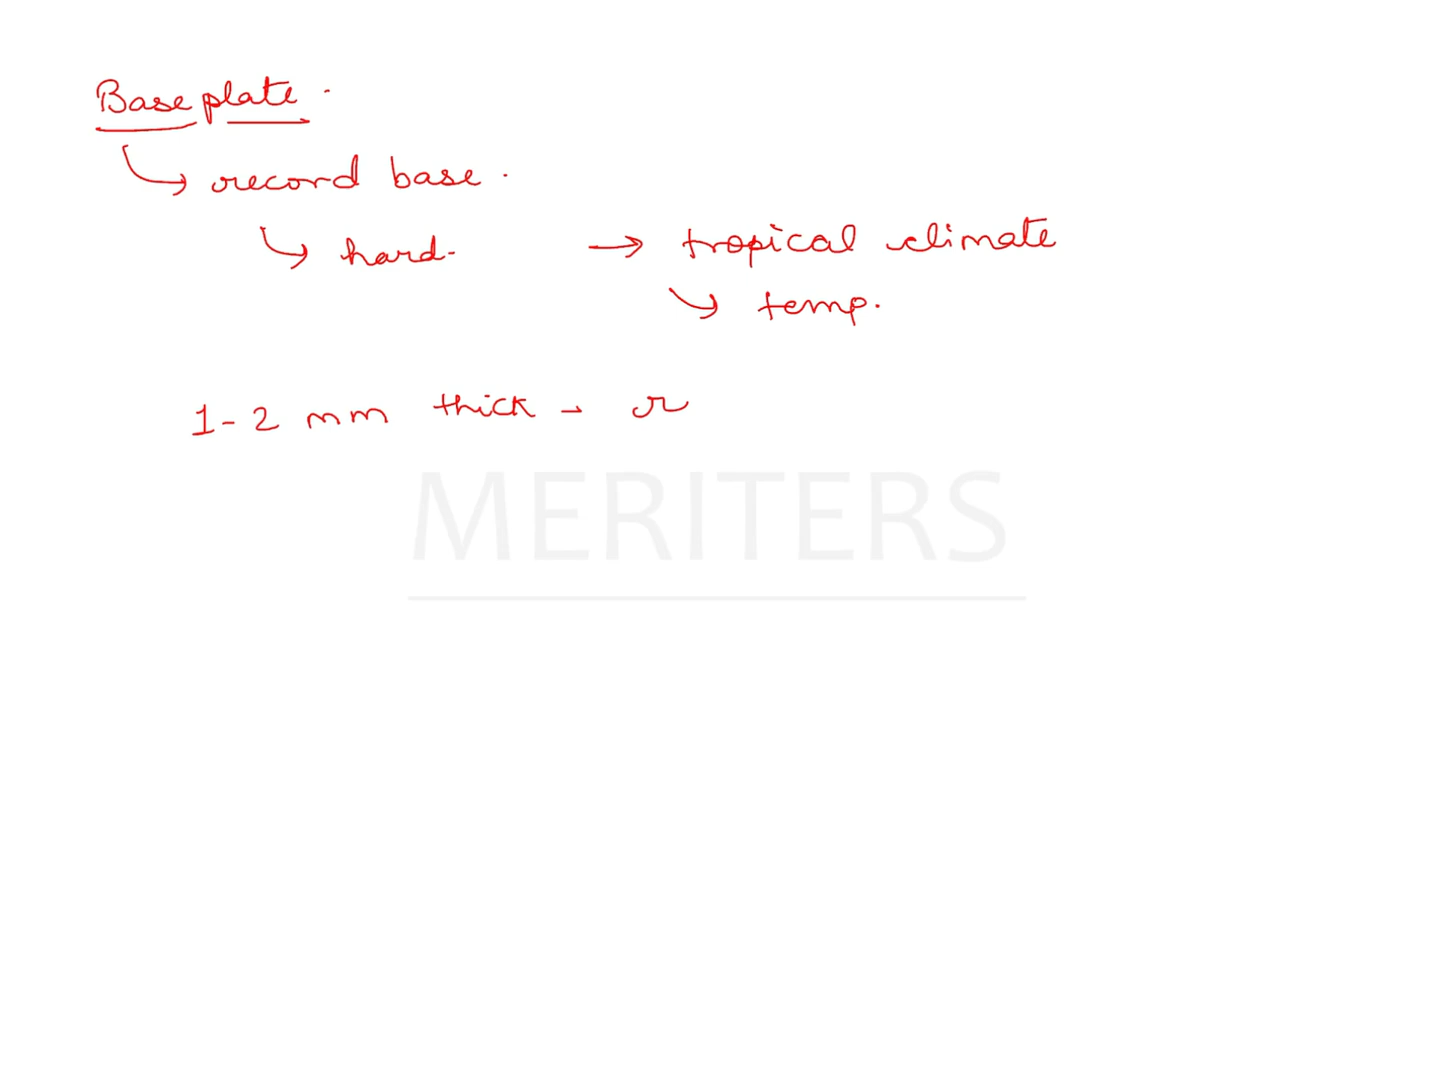 Base plate.
↳ record base.
↳ hard. → tropical climate
↳ temp.
1-2 mm thick - r
MERITERS